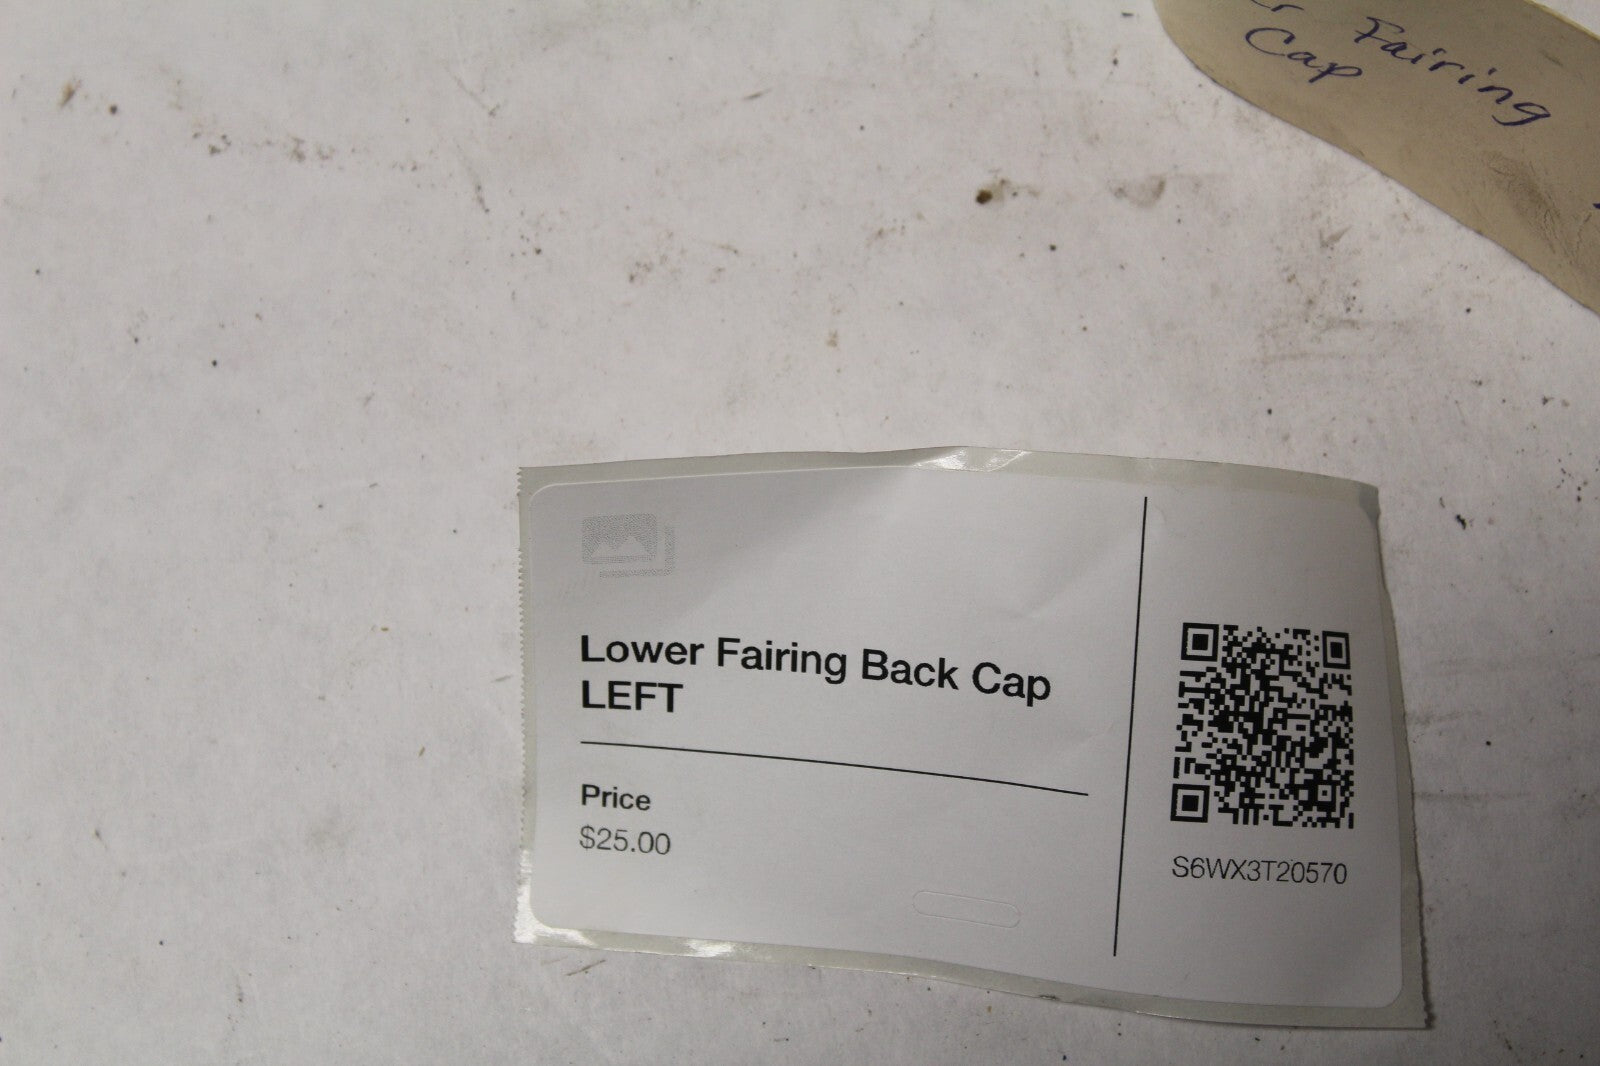 Fairing
Cap
Lower Fairing Back Cap
LEFT
Price
$25.00
S6WX3T20570